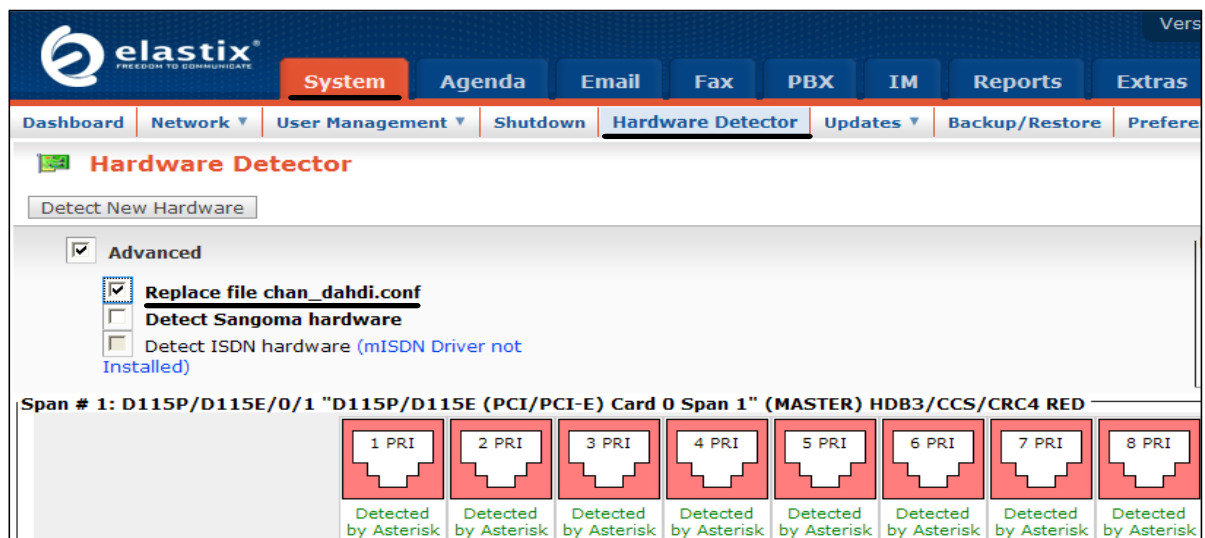 Vers
elastix®
FREEDOM TO COMMUNICATE
System Agenda Email Fax PBX IM Reports Extras
Dashboard Network User Management Shutdown Hardware Detector Updates Backup/Restore Prefere
Hardware Detector
Detect New Hardware
Advanced
Replace file chan_dahdi.conf
Detect Sangoma hardware
Detect ISDN hardware (mISDN Driver not
Installed)
Span # 1: D115P/D115E/0/1 "D115P/D115E (PCI/PCI-E) Card 0 Span 1" (MASTER) HDB3/CCS/CRC4 RED
1 PRI 2 PRI 3 PRI 4 PRI 5 PRI 6 PRI 7 PRI 8 PRI
Detected Detected Detected Detected Detected Detected Detected Detected
by Asterisk by Asterisk by Asterisk by Asterisk by Asterisk by Asterisk by Asterisk by Asterisk